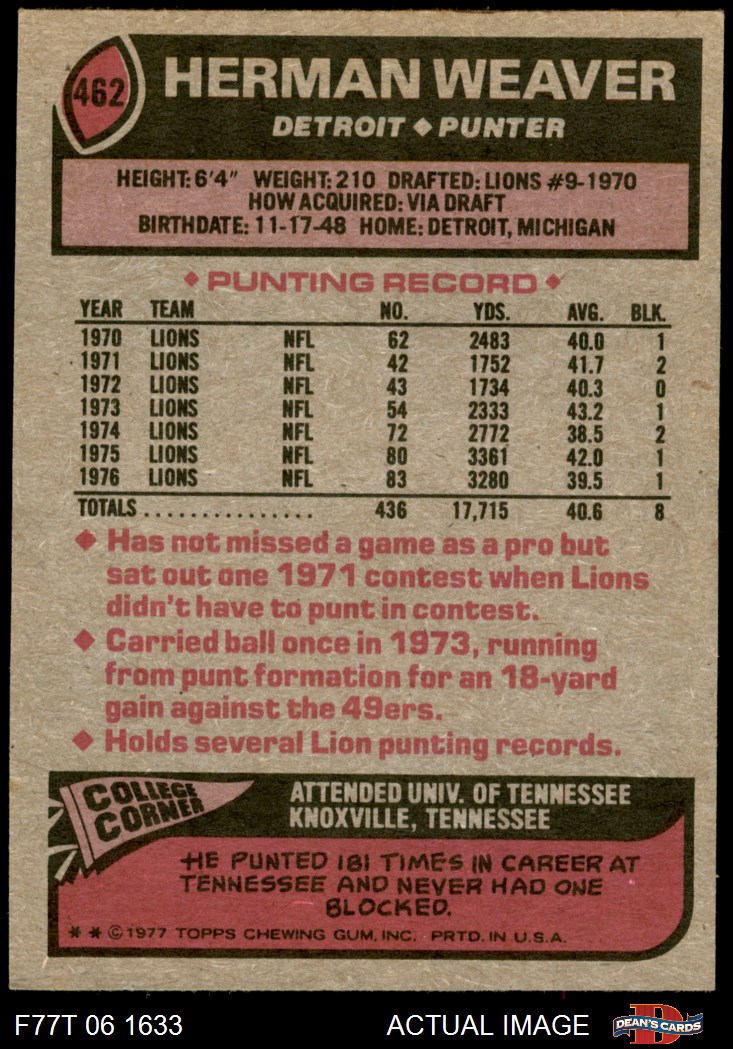 462
HERMAN WEAVER
DETROIT ◆ PUNTER
HEIGHT: 6'4" WEIGHT: 210 DRAFTED: LIONS #9-1970
HOW ACQUIRED: VIA DRAFT
BIRTHDATE: 11-17-48 HOME: DETROIT, MICHIGAN
◆ PUNTING RECORD ◆
YEAR TEAM NO. YDS. AVG. BLK.
1970 LIONS NFL 62 2483 40.0 1
1971 LIONS NFL 42 1752 41.7 2
1972 LIONS NFL 43 1734 40.3 0
1973 LIONS NFL 54 2333 43.2 1
1974 LIONS NFL 72 2772 38.5 2
1975 LIONS NFL 80 3361 42.0 1
1976 LIONS NFL 83 3280 39.5 1
TOTALS ............... 436 17,715 40.6 8
◆ Has not missed a game as a pro but
sat out one 1971 contest when Lions
didn't have to punt in contest.
◆ Carried ball once in 1973, running
from punt formation for an 18-yard
gain against the 49ers.
◆ Holds several Lion punting records.
COLLEGE
CORNER
ATTENDED UNIV. OF TENNESSEE
KNOXVILLE, TENNESSEE
HE PUNTED 181 TIMES IN CAREER AT
TENNESSEE AND NEVER HAD ONE
BLOCKED.
* * © 1977 TOPPS CHEWING GUM, INC. PRTD. IN U.S.A.
F77T 06 1633 ACTUAL IMAGE
D
DEAN'S CARDS